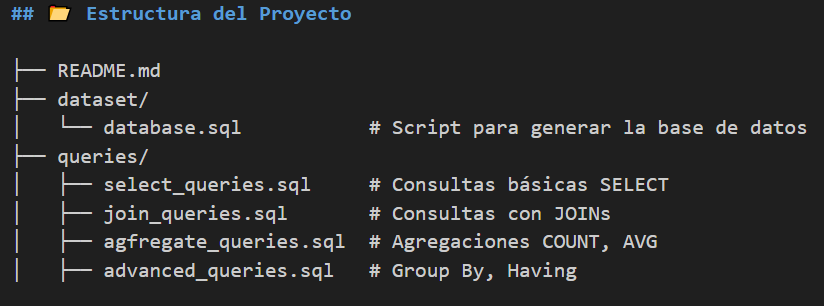 ## 📂 Estructura del Proyecto
├── README.md
├── dataset/
│   └── database.sql           # Script para generar la base de datos
├── queries/
│   ├── select_queries.sql     # Consultas básicas SELECT
│   ├── join_queries.sql       # Consultas con JOINs
│   ├── agfregate_queries.sql  # Agregaciones COUNT, AVG
│   ├── advanced_queries.sql   # Group By, Having